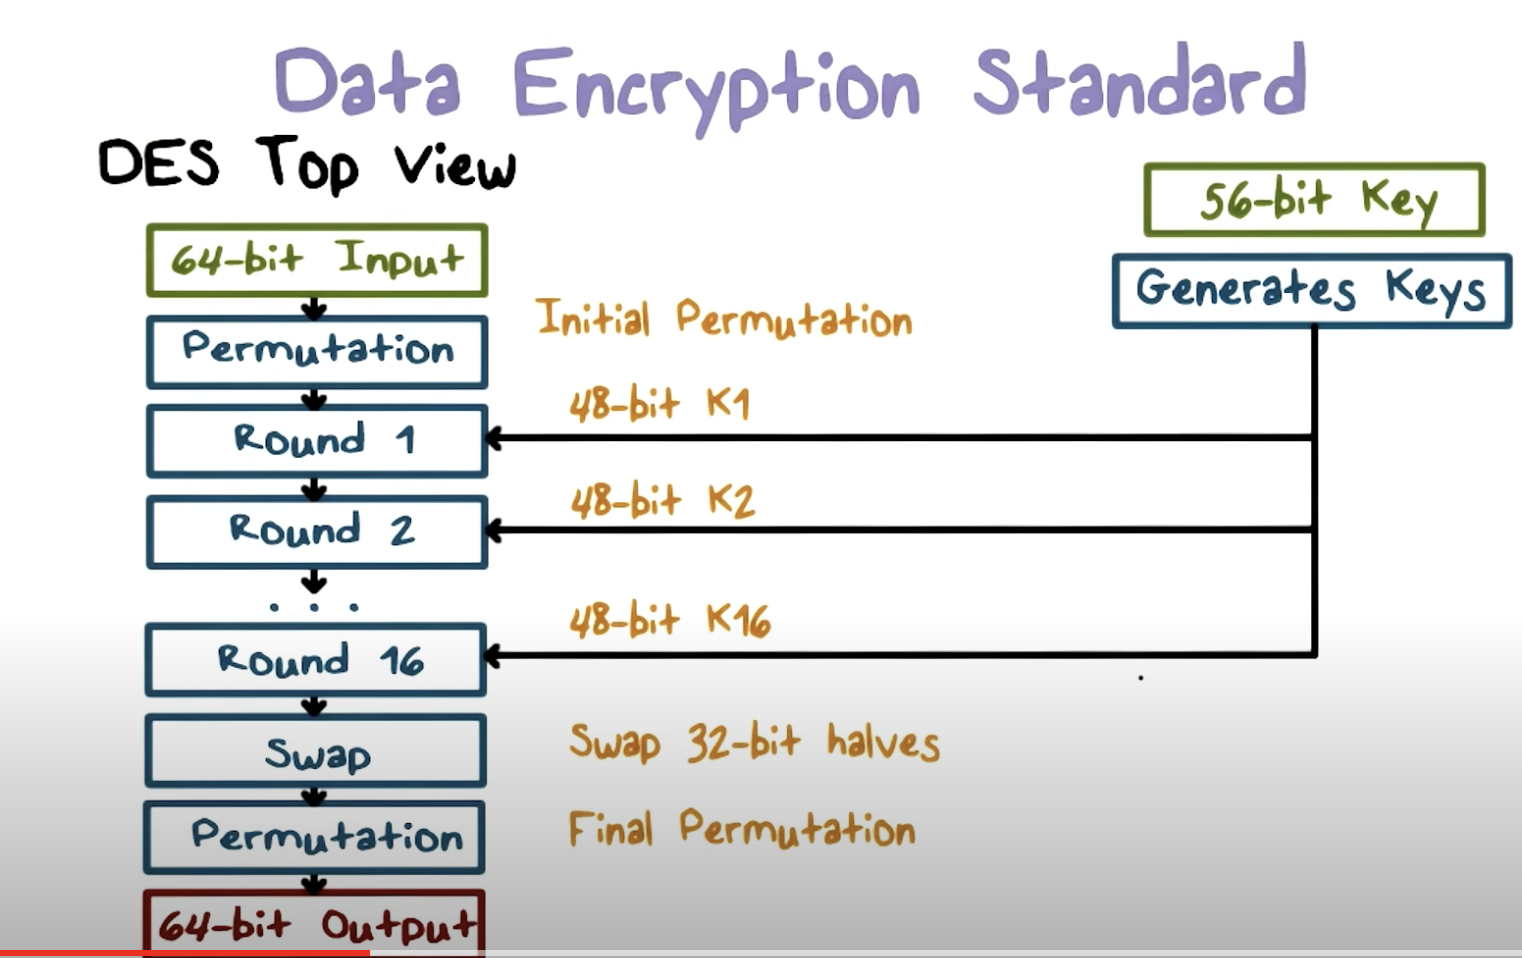 Data Encryption Standard
DES Top View
56-bit Key
64-bit Input
Generates Keys
Initial Permutation
Permutation
48-bit K1
Round 1
48-bit K2
Round 2
...
48-bit K16
Round 16
Swap
Swap 32-bit halves
Permutation
Final Permutation
64-bit Output